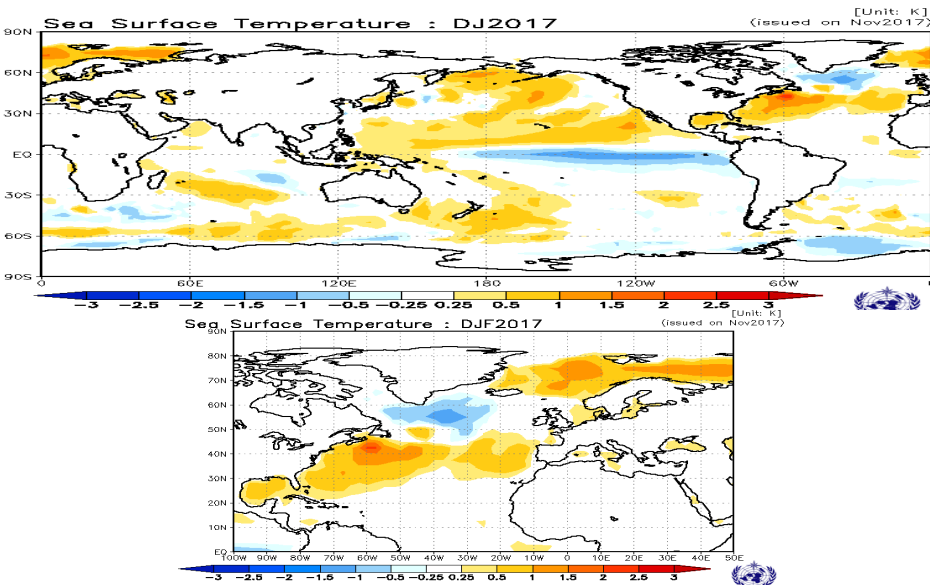 [Unit: K]
Sea Surface Temperature : DJ2017
(issued on Nov2017)
90N
60N
30N
EQ
30S
60S
90S
0 60E 120E 180 120W 60W 0
-3 -2.5 -2 -1.5 -1 -0.5 -0.25 0.25 0.5 1 1.5 2 2.5 3
[Unit: K]
Sea Surface Temperature : DJF2017
(issued on Nov2017)
90N
80N
70N
60N
50N
40N
30N
20N
10N
EQ
100W 90W 80W 70W 60W 50W 40W 30W 20W 10W 0 10E 20E 30E 40E 50E
-3 -2.5 -2 -1.5 -1 -0.5 -0.25 0.25 0.5 1 1.5 2 2.5 3